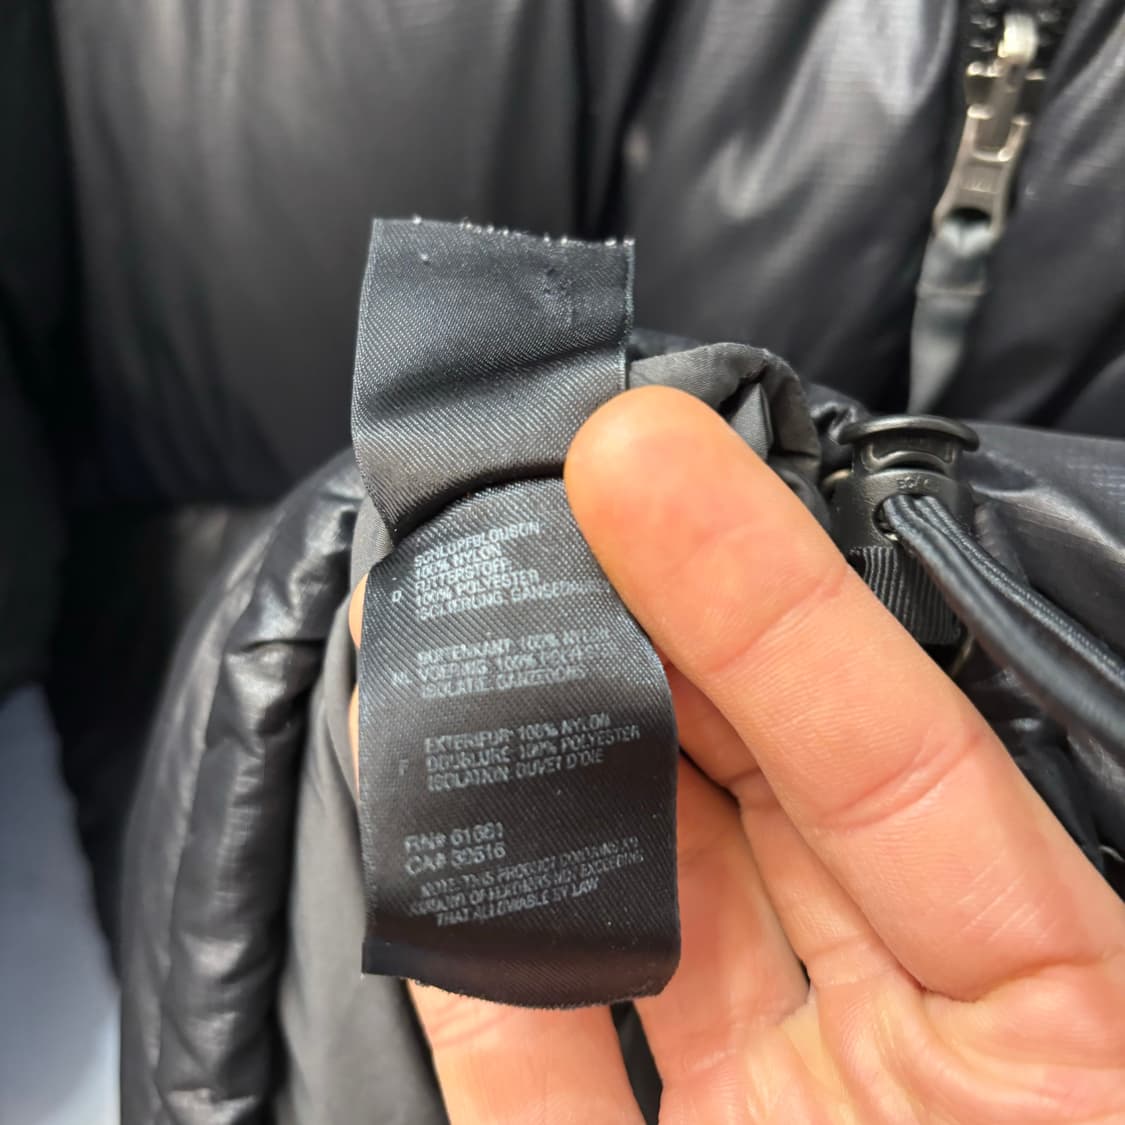 SCHLUPFBLOUSON:
100% NYLON
FUTTERSTOFF
D 100% POLYESTER
ISOLIERUNG:
BUITENKANT: 100% NYLON
NL VOERING: 100%
ISOLATIE: GANZEDONS
EXTERIEUR: 100% NYLON
F DOUBLURE: 100% POLYESTER
ISOLATION: DUVET D'OIE
RN# 61661
CA# 30516
NOTE: THIS PRODUCT CONTAINS AN
AMOUNT OF FEATHERS NOT EXCEEDING
THAT ALLOWABLE BY LAW